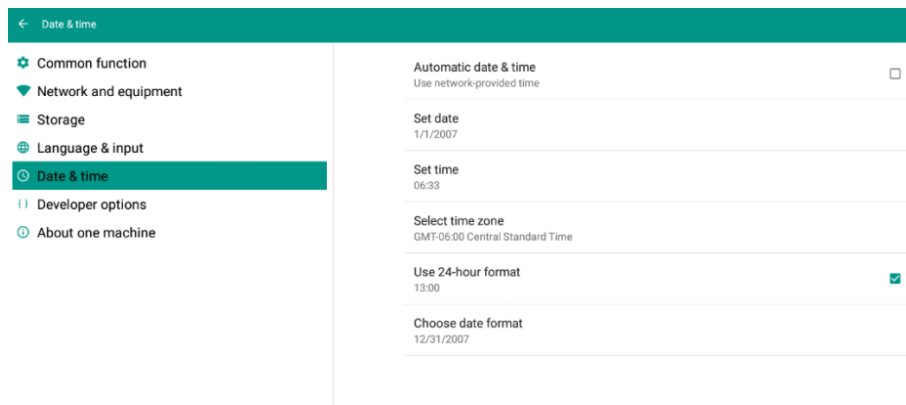 Date & time
Common function
Network and equipment
Storage
Language & input
Date & time
Developer options
About one machine
Automatic date & time
Use network-provided time
Set date
1/1/2007
Set time
06:33
Select time zone
GMT-06:00 Central Standard Time
Use 24-hour format
13:00
Choose date format
12/31/2007